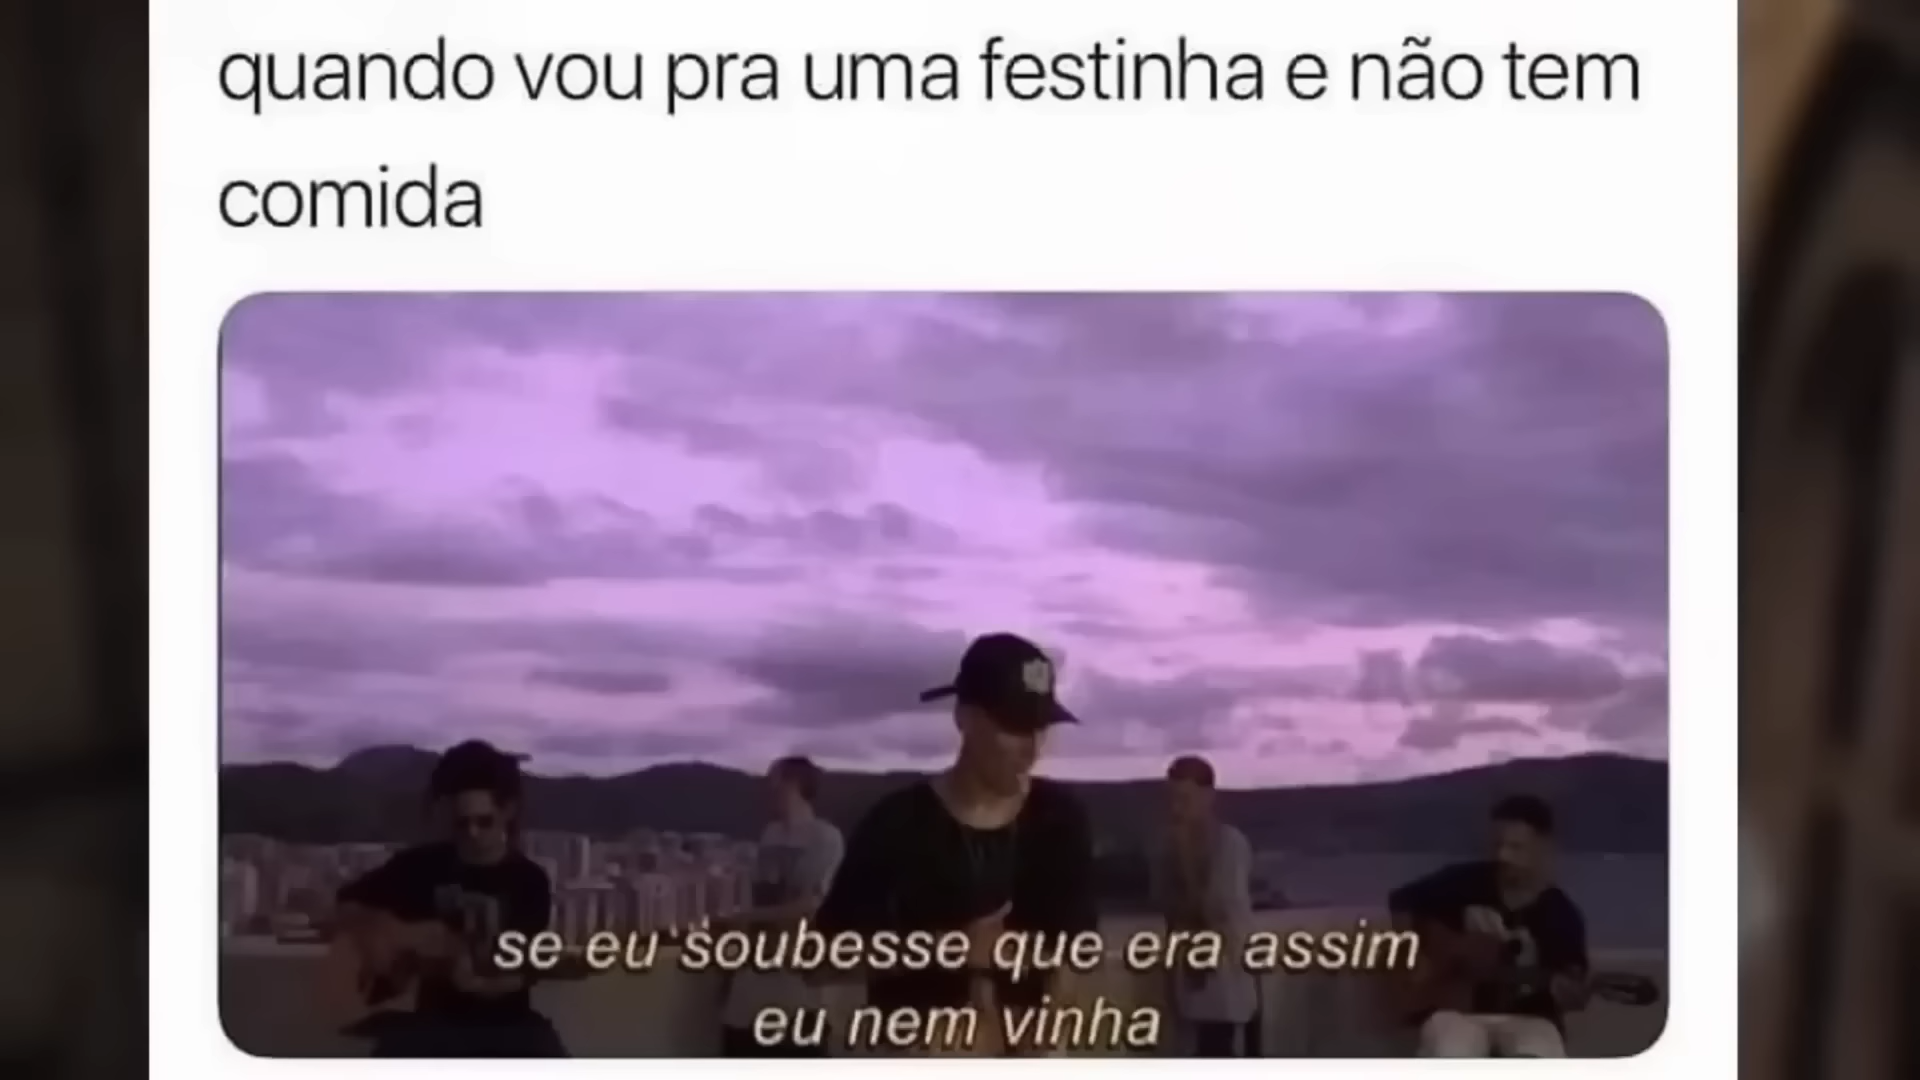 quando vou pra uma festinha e não tem
comida
se eu soubesse que era assim
eu nem vinha